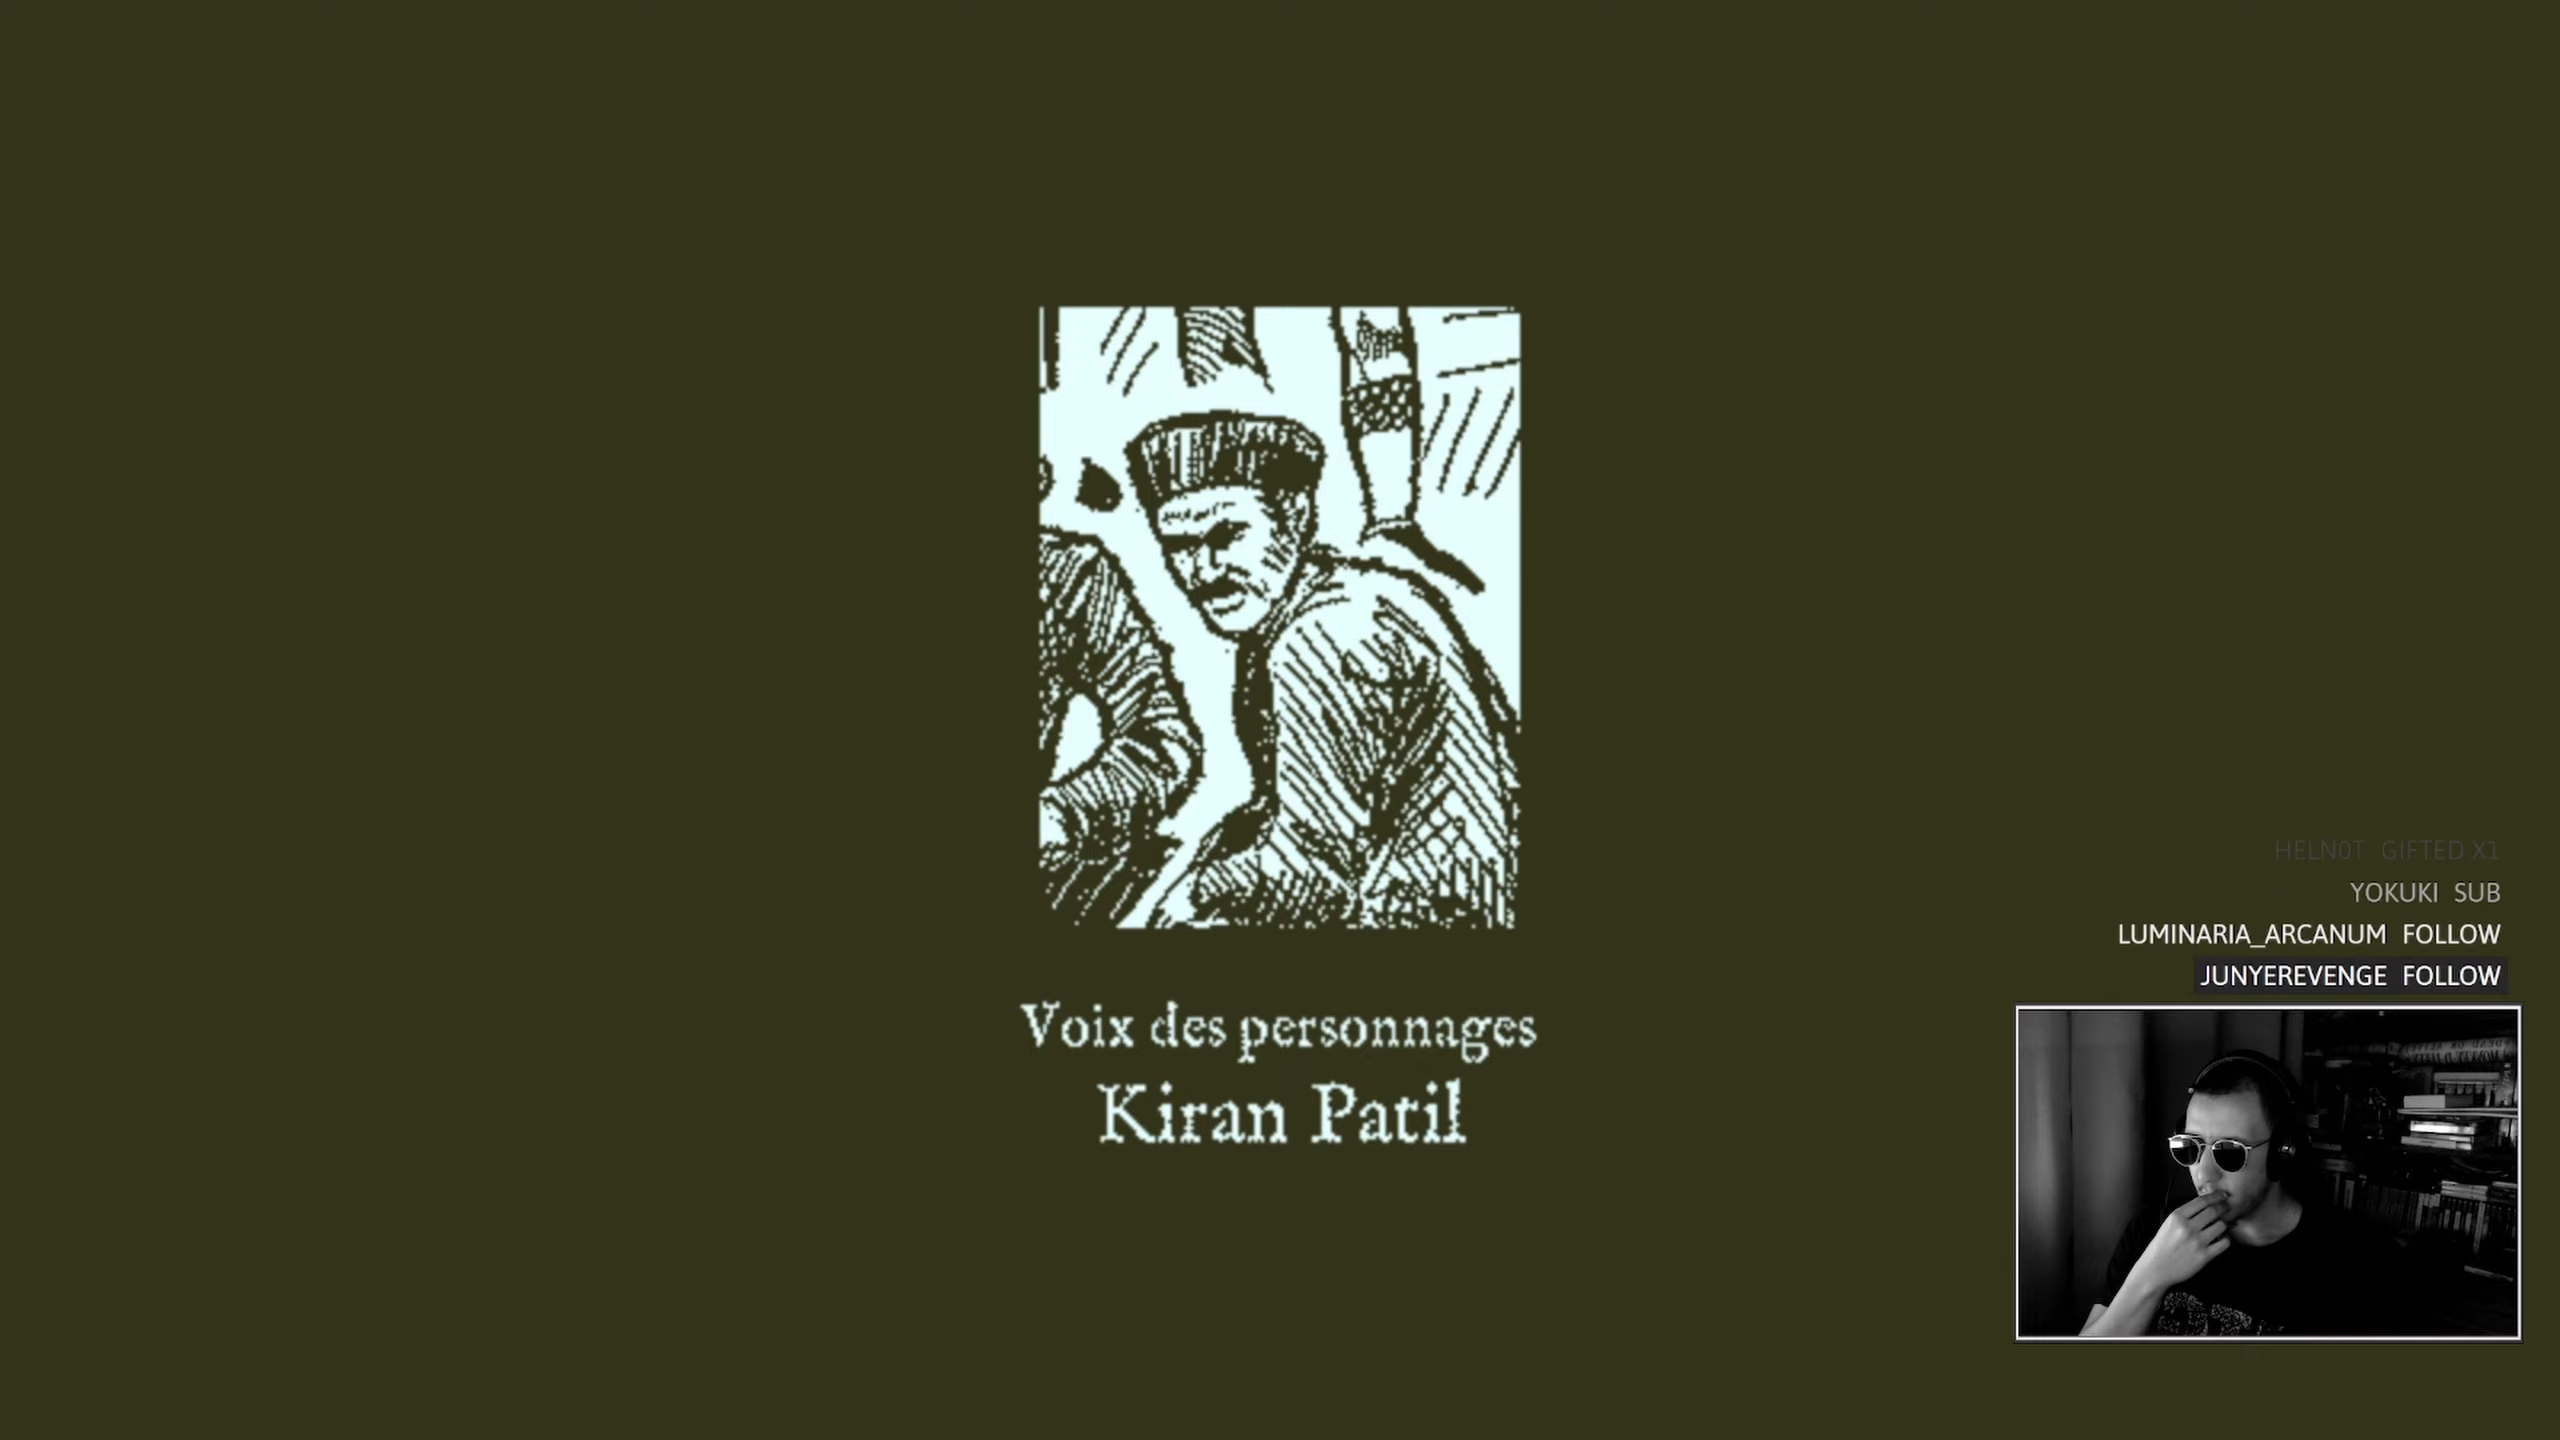 HELN0T GIFTED X1
YOKUKI SUB
LUMINARIA_ARCANUM FOLLOW
JUNYEREVENGE FOLLOW
Voix des personnages
Kiran Patil